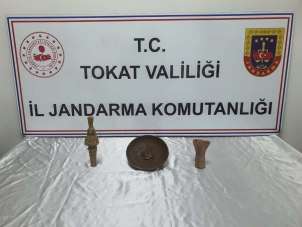 T.C.
TOKAT VALİLİĞİ
İL JANDARMA KOMUTANLIĞI